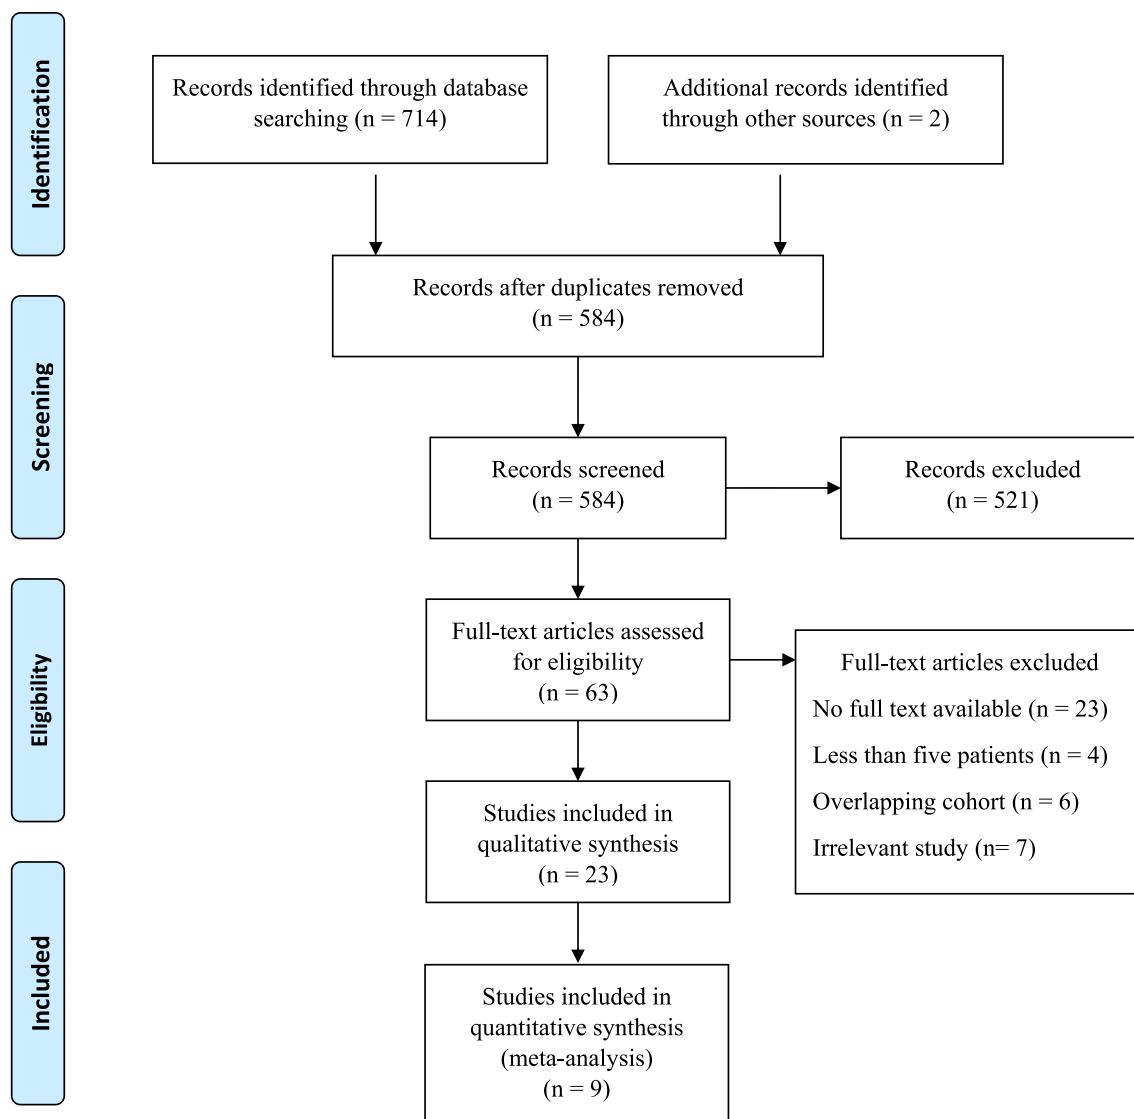 Identification
Records identified through database
searching (n = 714)
Additional records identified
through other sources (n = 2)
Records after duplicates removed
(n = 584)
Screening
Records screened
(n = 584)
Records excluded
(n = 521)
Eligibility
Full-text articles assessed
for eligibility
(n = 63)
Full-text articles excluded
No full text available (n = 23)
Less than five patients (n = 4)
Overlapping cohort (n = 6)
Irrelevant study (n= 7)
Studies included in
qualitative synthesis
(n = 23)
Included
Studies included in
quantitative synthesis
(meta-analysis)
(n = 9)